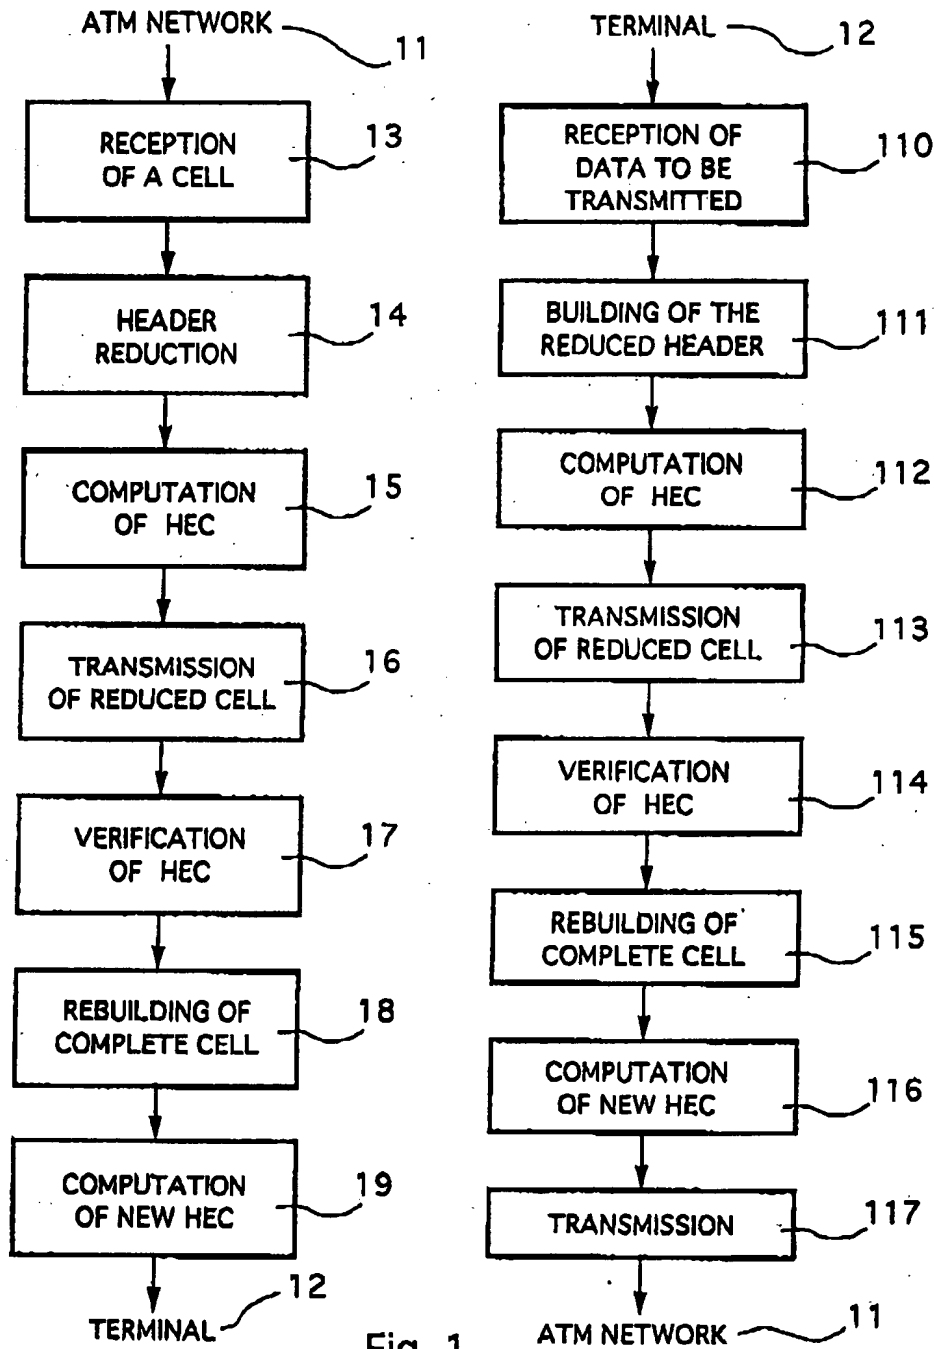 ATM NETWORK
11
RECEPTION
OF A CELL
13
HEADER
REDUCTION
14
COMPUTATION
OF HEC
15
TRANSMISSION
OF REDUCED CELL
16
VERIFICATION
OF HEC
17
REBUILDING OF
COMPLETE CELL
18
COMPUTATION
OF NEW HEC
19
TERMINAL
12
TERMINAL
12
RECEPTION OF
DATA TO BE
TRANSMITTED
110
BUILDING OF THE
REDUCED HEADER
111
COMPUTATION
OF HEC
112
TRANSMISSION
OF REDUCED CELL
113
VERIFICATION
OF HEC
114
REBUILDING OF
COMPLETE CELL
115
COMPUTATION
OF NEW HEC
116
TRANSMISSION
117
ATM NETWORK
11
Fig. 1